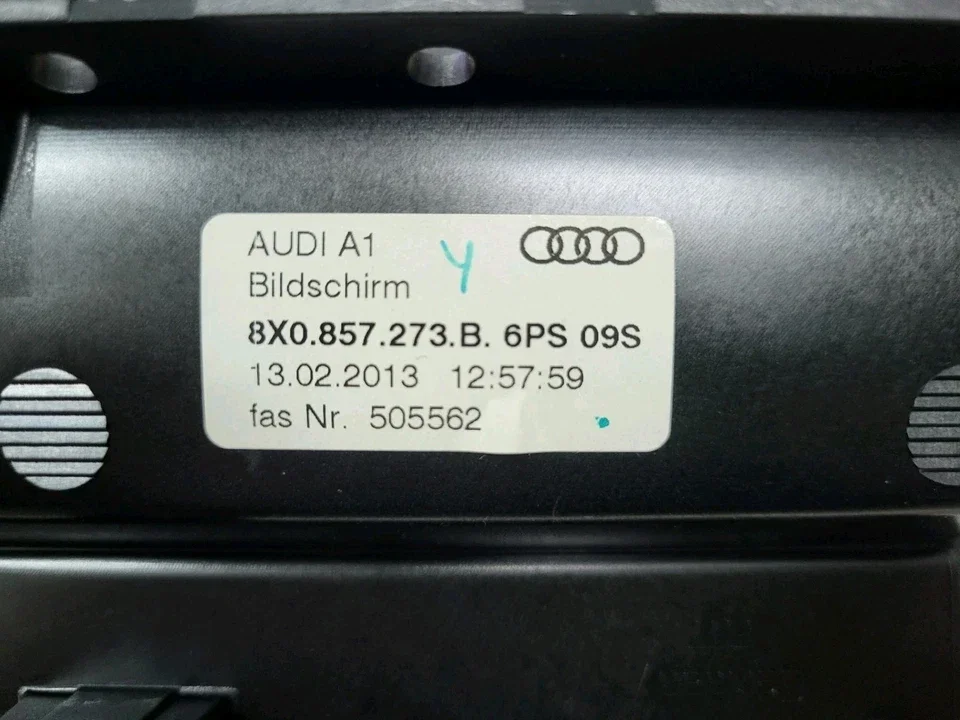 AUDI A1
Y
Bildschirm
8X0.857.273.B. 6PS 09S
13.02.2013 12:57:59
fas Nr. 505562